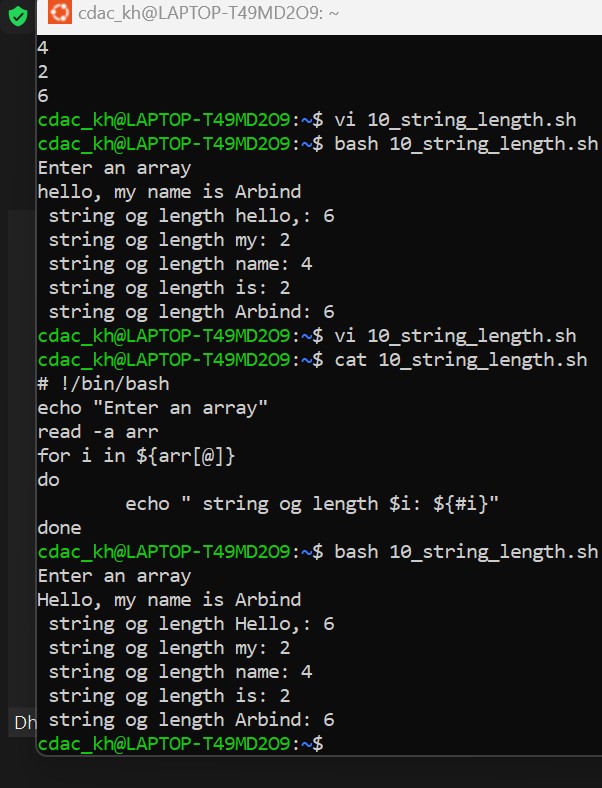 cdac_kh@LAPTOP-T49MD2O9: ~
4
2
6
cdac_kh@LAPTOP-T49MD2O9:~$ vi 10_string_length.sh
cdac_kh@LAPTOP-T49MD2O9:~$ bash 10_string_length.sh
Enter an array
hello, my name is Arbind
 string og length hello,: 6
 string og length my: 2
 string og length name: 4
 string og length is: 2
 string og length Arbind: 6
cdac_kh@LAPTOP-T49MD2O9:~$ vi 10_string_length.sh
cdac_kh@LAPTOP-T49MD2O9:~$ cat 10_string_length.sh
# !/bin/bash
echo "Enter an array"
read -a arr
for i in ${arr[@]}
do
        echo " string og length $i: ${#i}"
done
cdac_kh@LAPTOP-T49MD2O9:~$ bash 10_string_length.sh
Enter an array
Hello, my name is Arbind
 string og length Hello,: 6
 string og length my: 2
 string og length name: 4
 string og length is: 2
 string og length Arbind: 6
Dh
cdac_kh@LAPTOP-T49MD2O9:~$